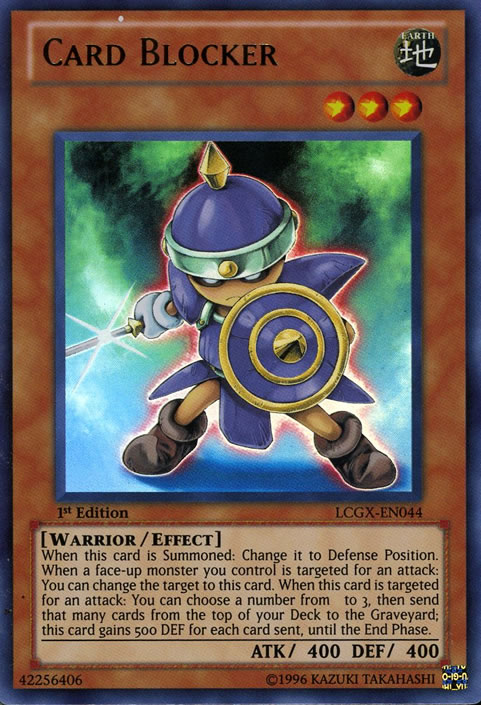 CARD BLOCKER
EARTH
地
1st Edition
LCGX-EN044
[WARRIOR/EFFECT]
When this card is Summoned: Change it to Defense Position.
When a face-up monster you control is targeted for an attack:
You can change the target to this card. When this card is targeted
for an attack: You can choose a number from to 3, then send
that many cards from the top of your Deck to the Graveyard;
this card gains 500 DEF for each card sent, until the End Phase.
ATK/ 400 DEF/ 400
42256406
©1996 KAZUKI TAKAHASHI